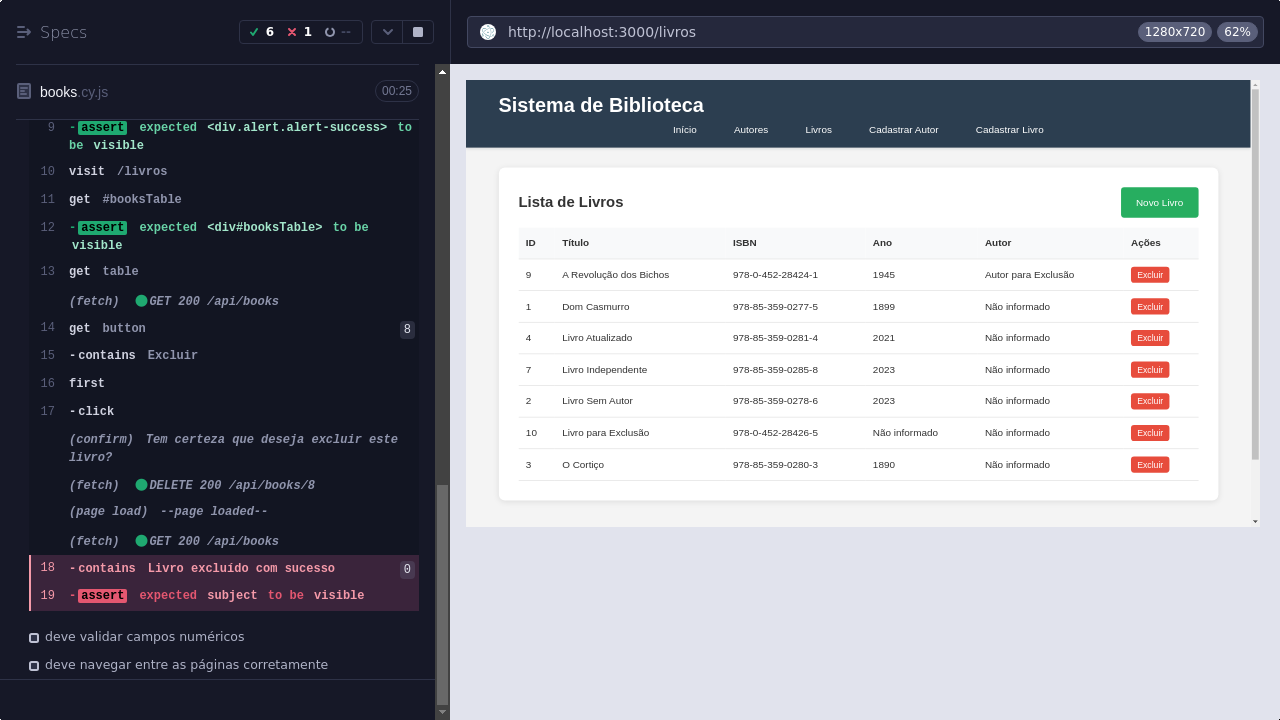 Specs
6
1
--
books.cy.js
00:25
9 -assert expected <div.alert.alert-success> to
be visible
10 visit /livros
11 get #booksTable
12 -assert expected <div#booksTable> to be
visible
13 get table
(fetch) GET 200 /api/books
14 get button 8
15 -contains Excluir
16 first
17 -click
(confirm) Tem certeza que deseja excluir este
livro?
(fetch) DELETE 200 /api/books/8
(page load) --page loaded--
(fetch) GET 200 /api/books
18 -contains Livro excluído com sucesso 0
19 -assert expected subject to be visible
deve validar campos numéricos
deve navegar entre as páginas corretamente
http://localhost:3000/livros
1280x720
62%
Sistema de Biblioteca
Início Autores Livros Cadastrar Autor Cadastrar Livro
Lista de Livros
Novo Livro
ID Título ISBN Ano Autor Ações
9 A Revolução dos Bichos 978-0-452-28424-1 1945 Autor para Exclusão Excluir
1 Dom Casmurro 978-85-359-0277-5 1899 Não informado Excluir
4 Livro Atualizado 978-85-359-0281-4 2021 Não informado Excluir
7 Livro Independente 978-85-359-0285-8 2023 Não informado Excluir
2 Livro Sem Autor 978-85-359-0278-6 2023 Não informado Excluir
10 Livro para Exclusão 978-0-452-28426-5 Não informado Não informado Excluir
3 O Cortiço 978-85-359-0280-3 1890 Não informado Excluir